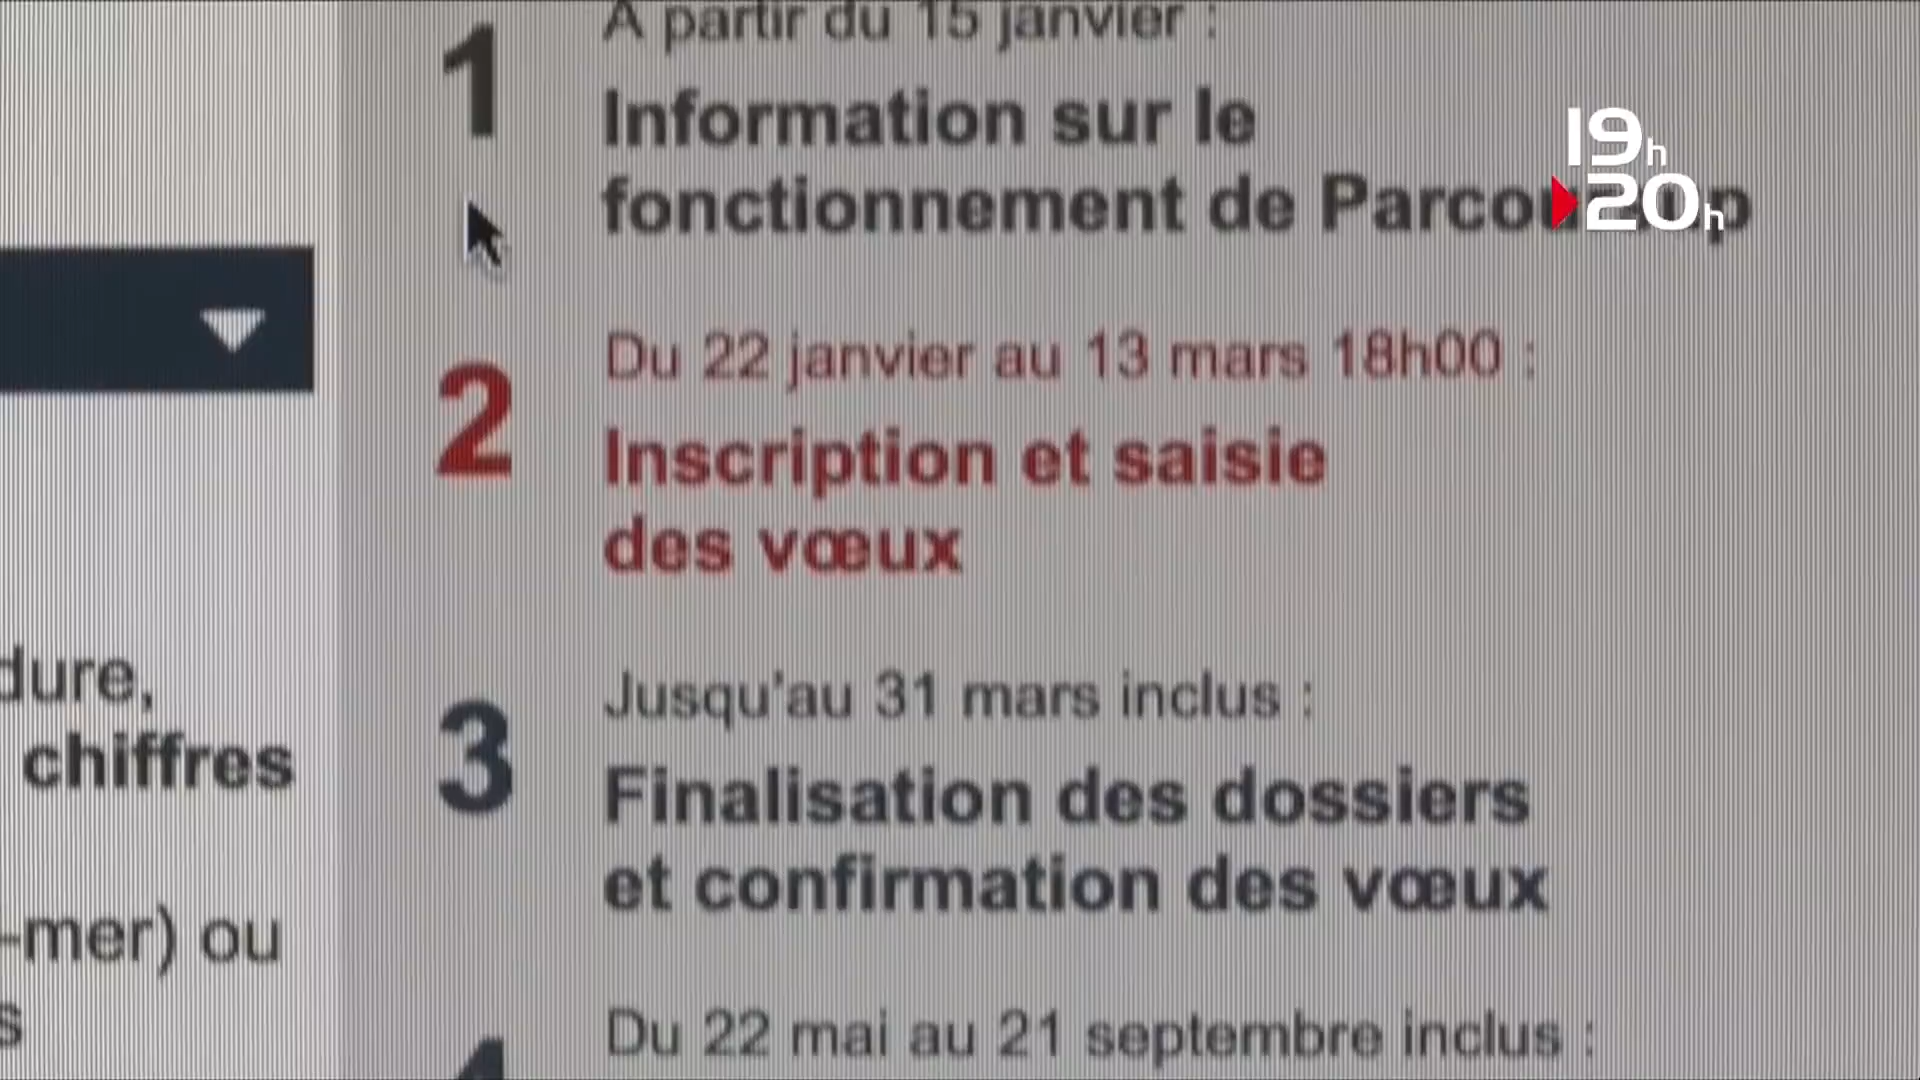 1
A partir du 15 janvier :
Information sur le
fonctionnement de
19h
20h
2
Du 22 janvier au 13 mars 18h00 :
Inscription et saisie
des vœux
dure,
chiffres
3
Jusqu'au 31 mars inclus :
Finalisation des dossiers
et confirmation des vœux
-mer) ou
s
4
Du 22 mai au 21 septembre inclus :